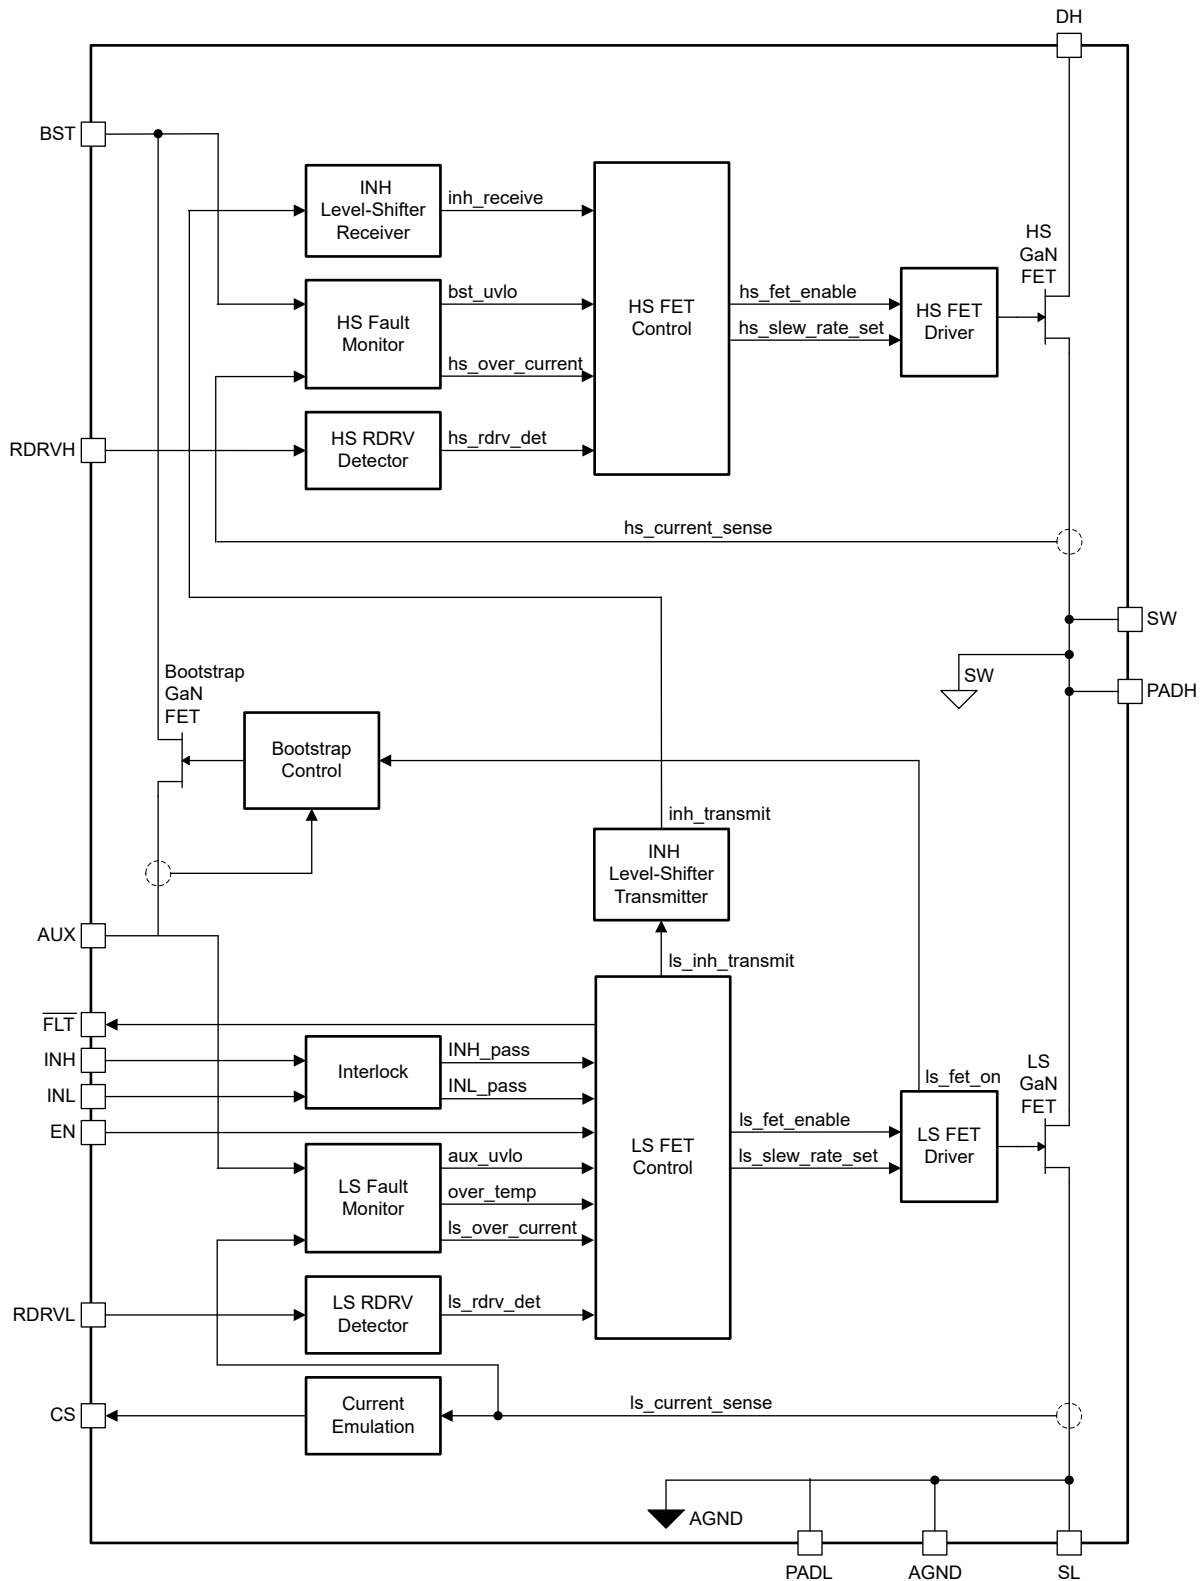 DH
BST
INH
Level-Shifter
Receiver
inh_receive
HS
GaN
FET
HS Fault
Monitor
bst_uvlo
hs_over_current
HS FET
Control
hs_fet_enable
hs_slew_rate_set
HS FET
Driver
RDRVH
HS RDRV
Detector
hs_rdrv_det
hs_current_sense
SW
SW
PADH
Bootstrap
GaN
FET
Bootstrap
Control
inh_transmit
INH
Level-Shifter
Transmitter
AUX
ls_inh_transmit
FLT
INH
INL
EN
Interlock
INH_pass
INL_pass
LS FET
Control
ls_fet_on
LS
GaN
FET
ls_fet_enable
ls_slew_rate_set
LS FET
Driver
LS Fault
Monitor
aux_uvlo
over_temp
ls_over_current
RDRVL
LS RDRV
Detector
ls_rdrv_det
CS
Current
Emulation
ls_current_sense
AGND
PADL
AGND
SL